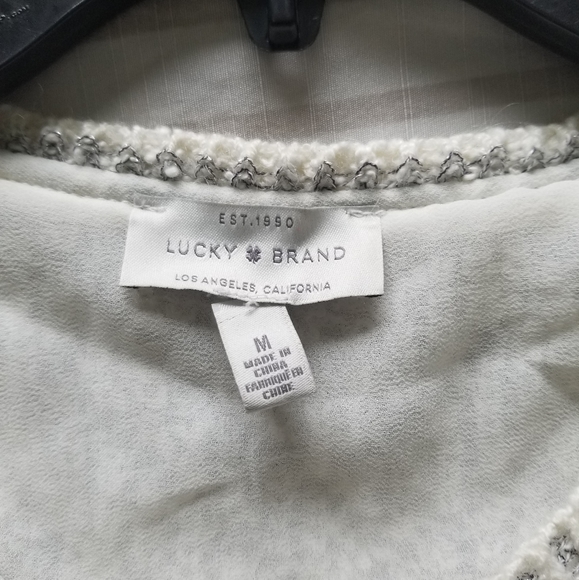 EST.1990
LUCKY BRAND
LOS ANGELES, CALIFORNIA
M
MADE IN
CHINA
FABRIQUÉ EN
CHINE